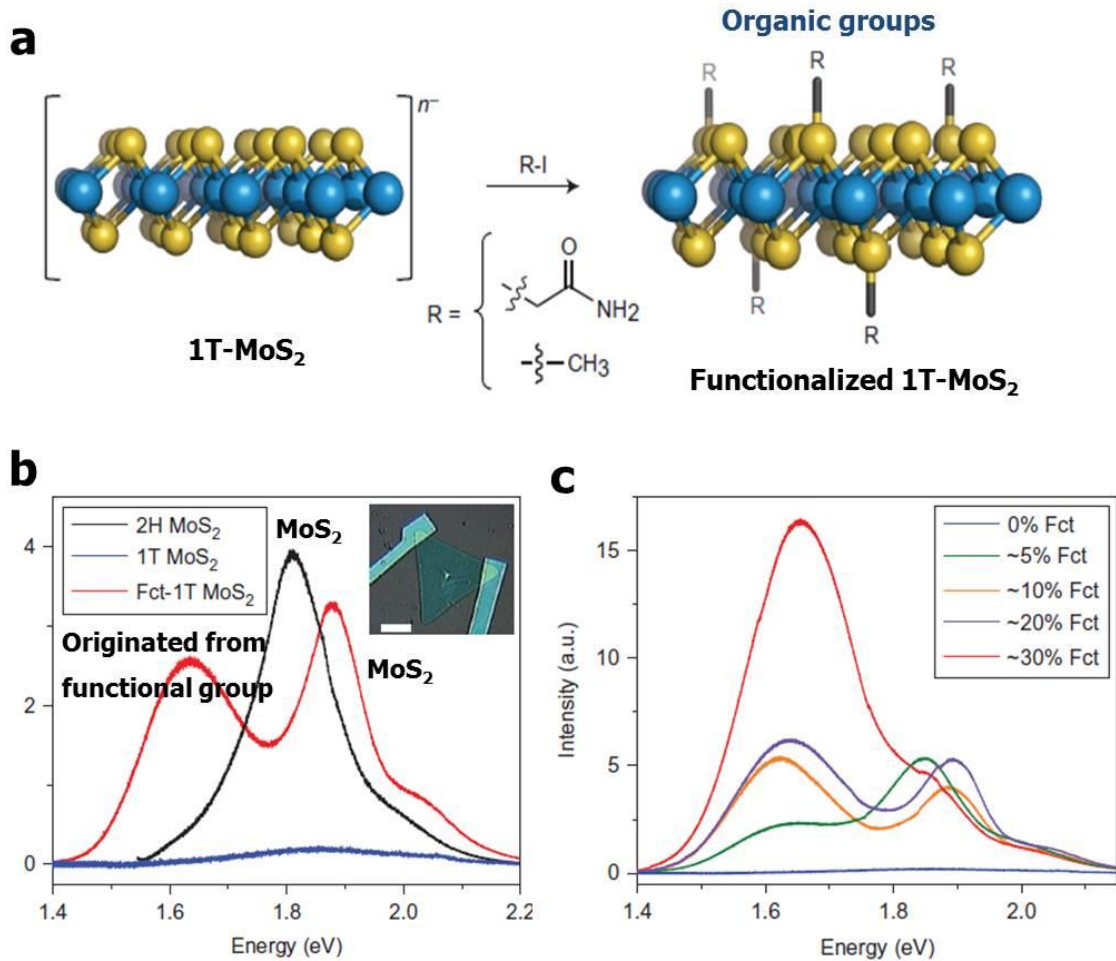 a
Organic groups
R R R
n–
R-I
O
NH2
R =
CH3
R R
1T-MoS₂
Functionalized 1T-MoS₂
b
2H MoS₂
1T MoS₂
Fct-1T MoS₂
MoS₂
Originated from
functional group
MoS₂
4
2
0
1.4 1.6 1.8 2.0 2.2
Energy (eV)
c
0% Fct
~5% Fct
~10% Fct
~20% Fct
~30% Fct
Intensity (a.u.)
15
10
5
0
1.4 1.6 1.8 2.0
Energy (eV)